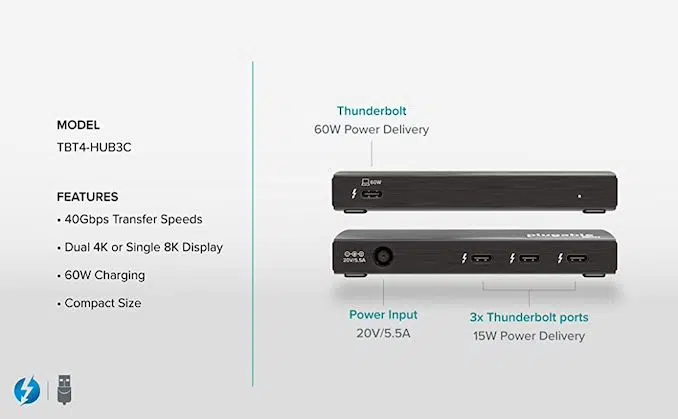 MODEL
TBT4-HUB3C
FEATURES
• 40Gbps Transfer Speeds
• Dual 4K or Single 8K Display
• 60W Charging
• Compact Size
Thunderbolt
60W Power Delivery
60W
plugable
20V/5.5A
Power Input
20V/5.5A
3x Thunderbolt ports
15W Power Delivery